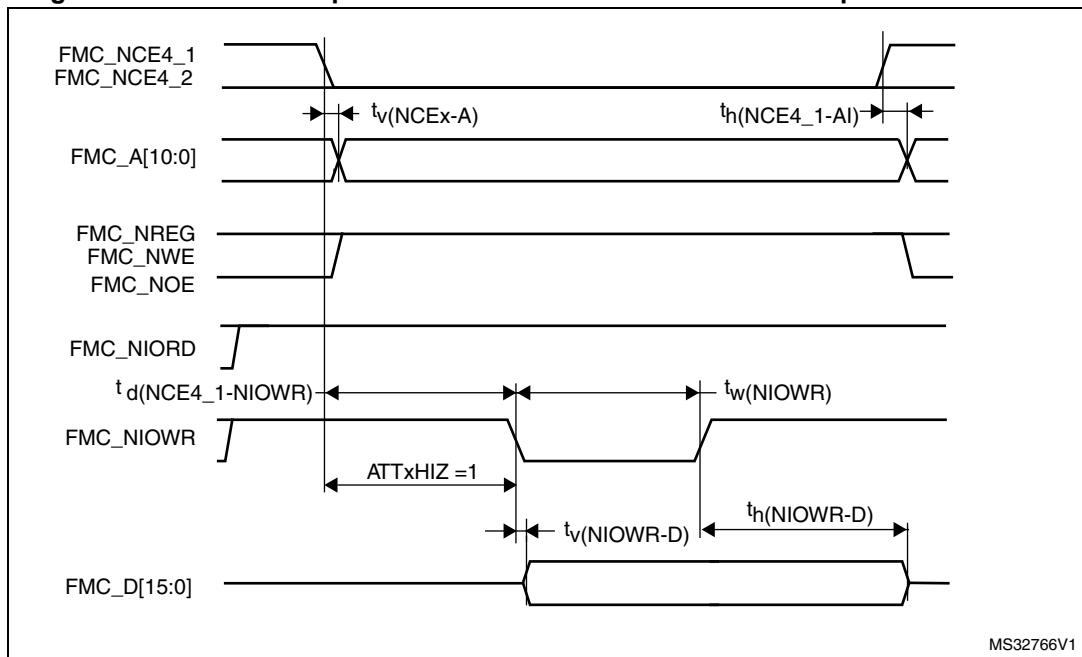 FMC_NCE4_1
FMC_NCE4_2
tv(NCEx-A)
th(NCE4_1-AI)
FMC_A[10:0]
FMC_NREG
FMC_NWE
FMC_NOE
FMC_NIORD
td(NCE4_1-NIOWR)
tw(NIOWR)
FMC_NIOWR
ATTxHIZ =1
th(NIOWR-D)
tv(NIOWR-D)
FMC_D[15:0]
MS32766V1